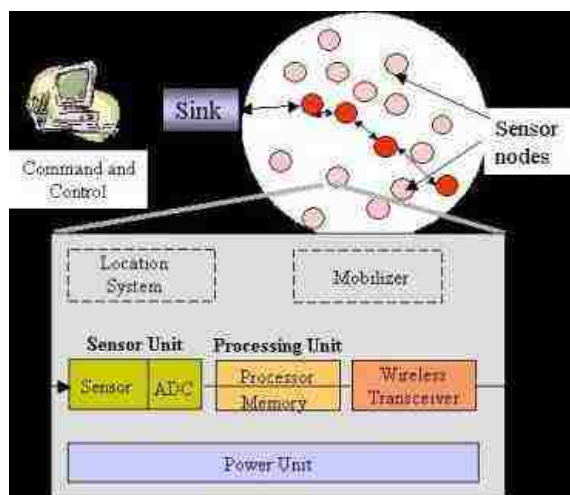 Sink
Sensor
nodes
Command and
Control
Location
System
Mobilizer
Sensor Unit
Processing Unit
Sensor
ADC
Processor
Memory
Wireless
Transceiver
Power Unit